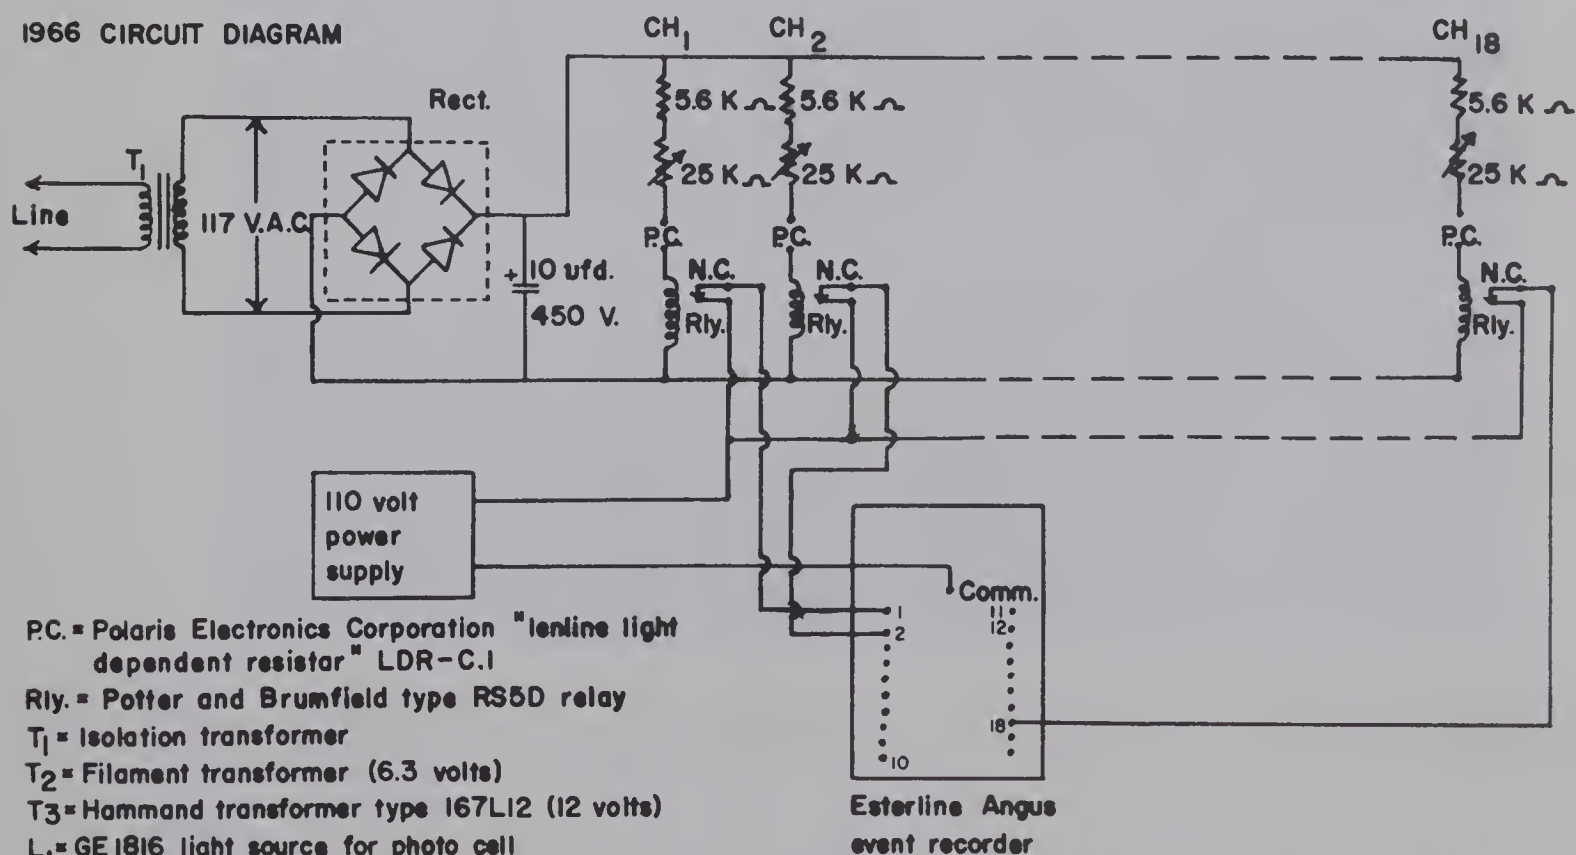 1966 CIRCUIT DIAGRAM
CH1
CH2
CH18
Rect.
5.6 K Ω
5.6 K Ω
5.6 K Ω
T1
25 K Ω
25 K Ω
25 K Ω
Line
117 V.A.C.
P.C.
P.C.
P.C.
+ 10 ufd.
450 V.
N.C.
N.C.
N.C.
Rly.
Rly.
Rly.
110 volt
power
supply
Comm.
1
2
10
11
12
18
P.C. = Polaris Electronics Corporation "lenline light
dependent resistar" LDR-C.1
Rly. = Potter and Brumfield type RS5D relay
T1 = Isolation transformer
T2 = Filament transformer (6.3 volts)
T3 = Hammand transformer type 167L12 (12 volts)
L. = GE 1816 light source for photo cell
Esterline Angus
event recorder